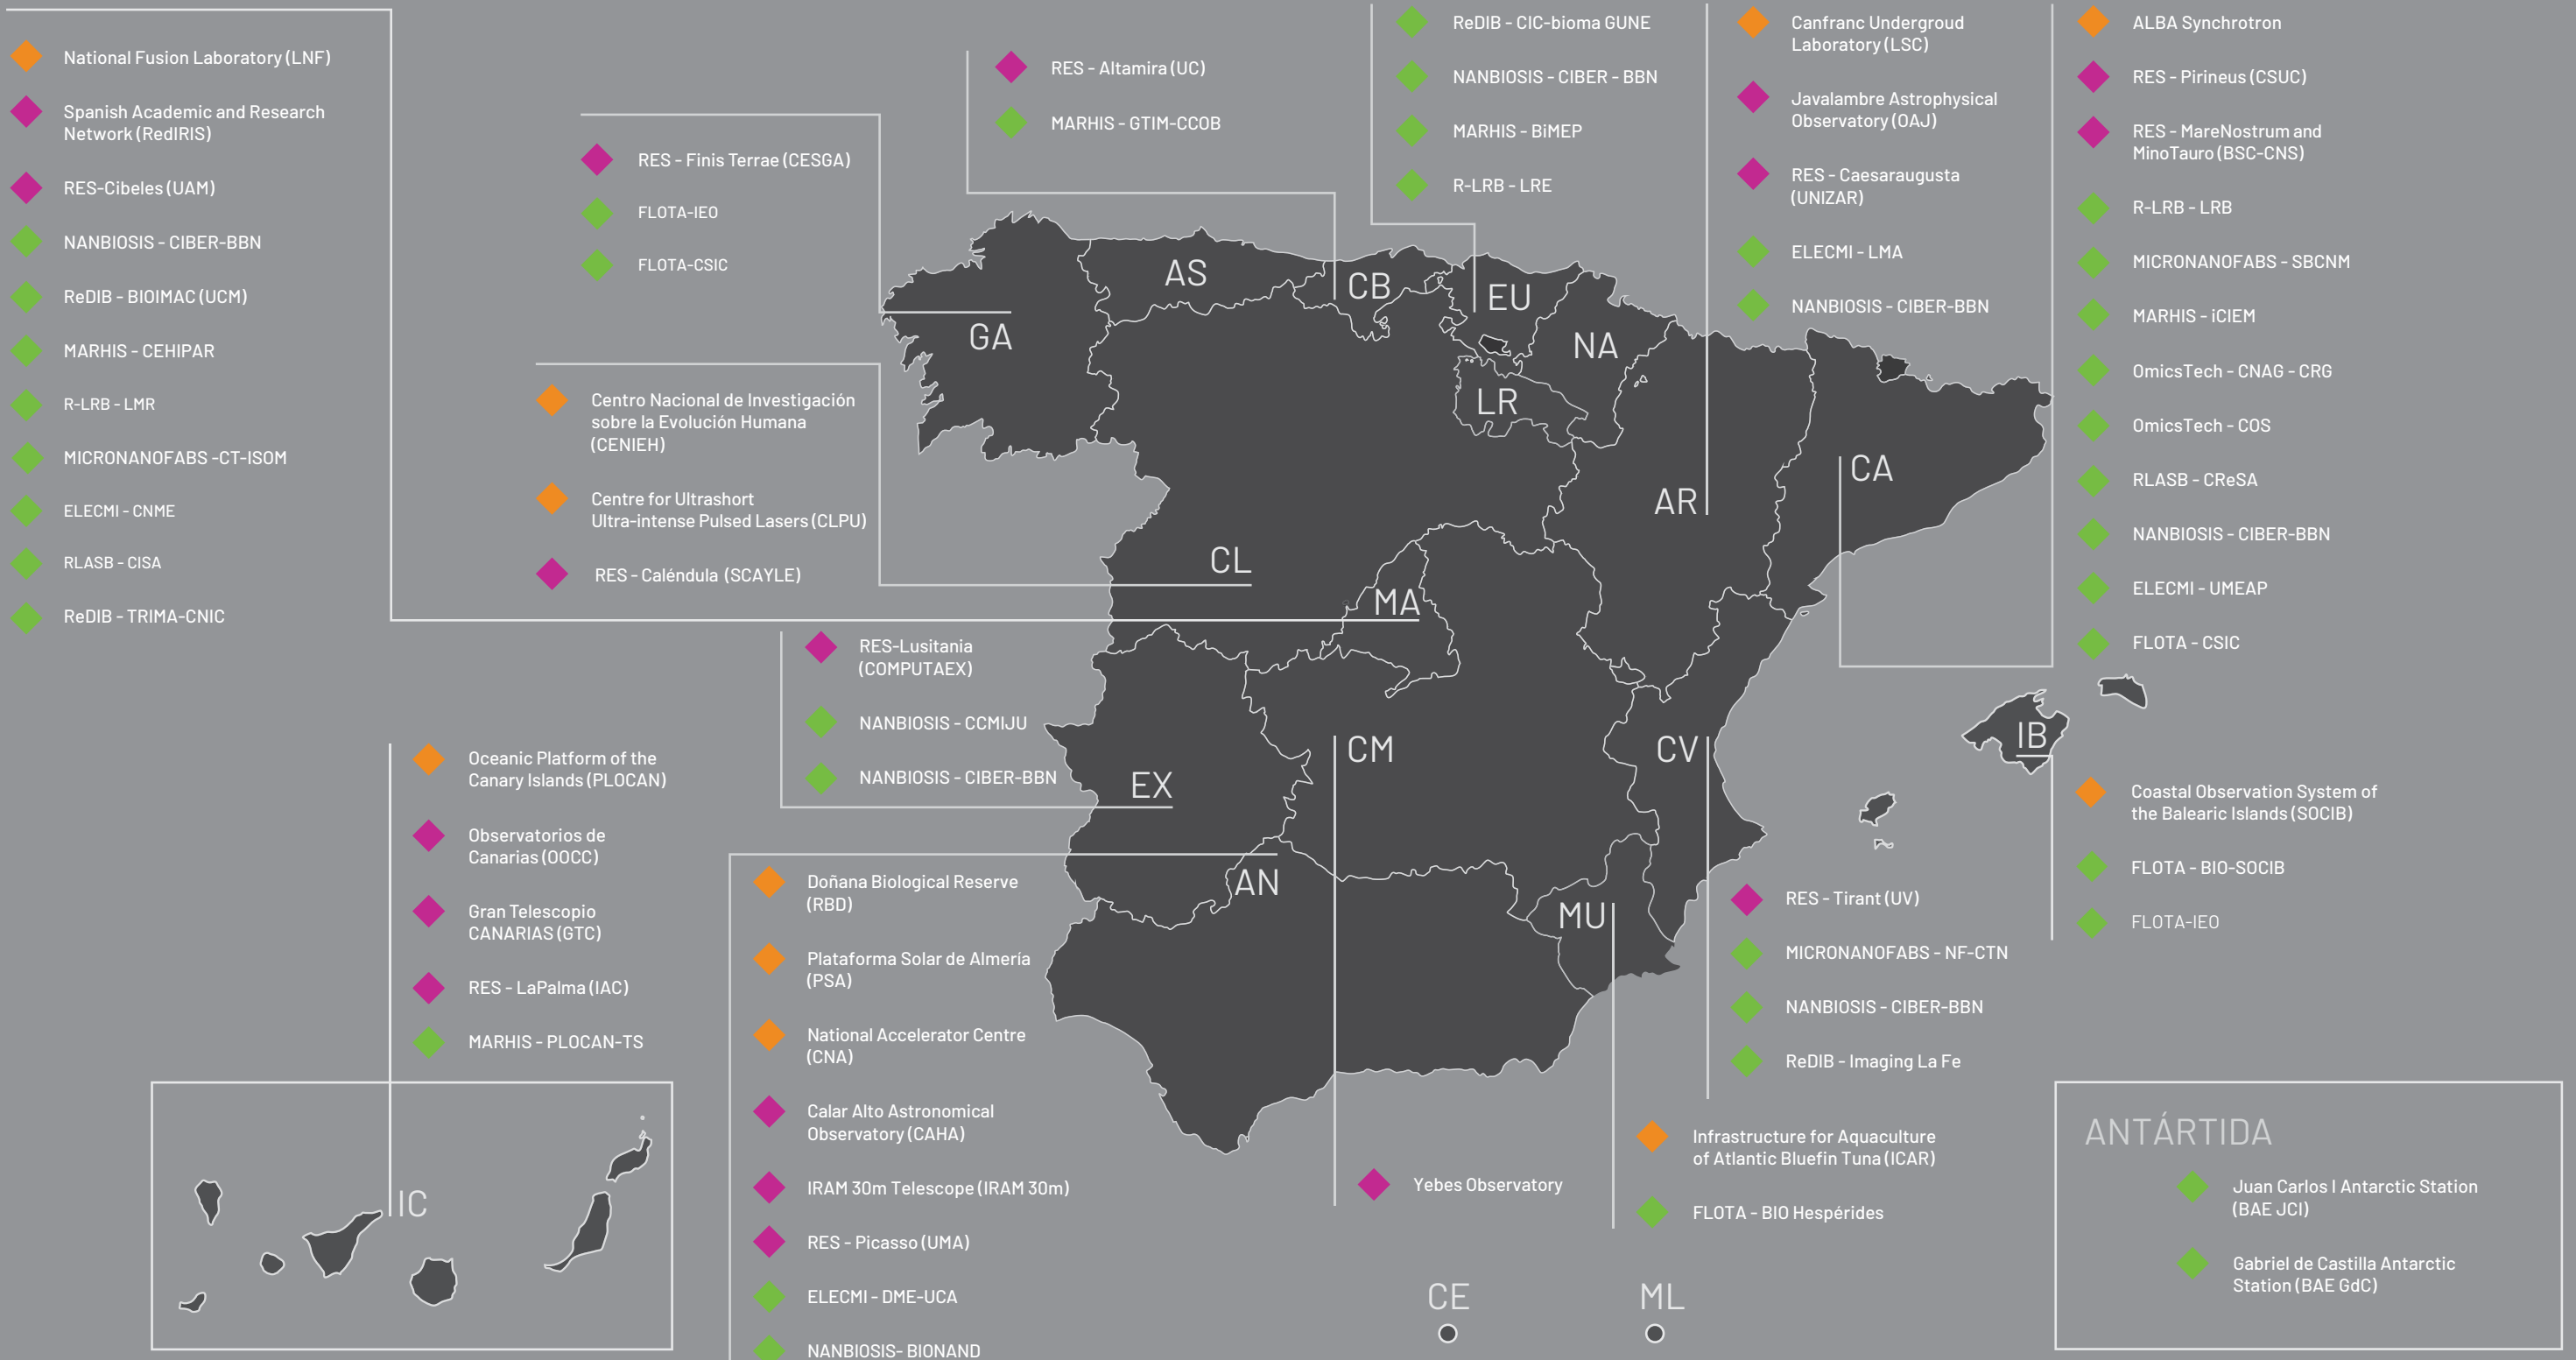 National Fusion Laboratory (LNF)
Spanish Academic and Research
Network (RedIRIS)
RES-Cibeles (UAM)
NANBIOSIS - CIBER-BBN
ReDIB - BIOIMAC (UCM)
MARHIS - CEHIPAR
R-LRB - LMR
MICRONANOFABS -CT-ISOM
ELECMI - CNME
RLASB - CISA
ReDIB - TRIMA-CNIC
RES - Finis Terrae (CESGA)
FLOTA-IEO
FLOTA-CSIC
Centro Nacional de Investigación
sobre la Evolución Humana
(CENIEH)
Centre for Ultrashort
Ultra-intense Pulsed Lasers (CLPU)
RES - Caléndula (SCAYLE)
RES - Altamira (UC)
MARHIS - GTIM-CCOB
ReDIB - CIC-bioma GUNE
NANBIOSIS - CIBER - BBN
MARHIS - BiMEP
R-LRB - LRE
Canfranc Undergroud
Laboratory (LSC)
Javalambre Astrophysical
Observatory (OAJ)
RES - Caesaraugusta
(UNIZAR)
ELECMI - LMA
NANBIOSIS - CIBER-BBN
ALBA Synchrotron
RES - Pirineus (CSUC)
RES - MareNostrum and
MinoTauro (BSC-CNS)
R-LRB - LRB
MICRONANOFABS - SBCNM
MARHIS - iCIEM
OmicsTech - CNAG - CRG
OmicsTech - COS
RLASB - CReSA
NANBIOSIS - CIBER-BBN
ELECMI - UMEAP
FLOTA - CSIC
GA
AS
CB
EU
NA
LR
AR
CA
CL
MA
CM
CV
EX
AN
MU
IB
RES-Lusitania
(COMPUTAEX)
NANBIOSIS - CCMIJU
NANBIOSIS - CIBER-BBN
Oceanic Platform of the
Canary Islands (PLOCAN)
Observatorios de
Canarias (OOCC)
Gran Telescopio
CANARIAS (GTC)
RES - LaPalma (IAC)
MARHIS - PLOCAN-TS
IC
Doñana Biological Reserve
(RBD)
Plataforma Solar de Almería
(PSA)
National Accelerator Centre
(CNA)
Calar Alto Astronomical
Observatory (CAHA)
IRAM 30m Telescope (IRAM 30m)
RES - Picasso (UMA)
ELECMI - DME-UCA
NANBIOSIS- BIONAND
Yebes Observatory
RES - Tirant (UV)
MICRONANOFABS - NF-CTN
NANBIOSIS - CIBER-BBN
ReDIB - Imaging La Fe
Infrastructure for Aquaculture
of Atlantic Bluefin Tuna (ICAR)
FLOTA - BIO Hespérides
Coastal Observation System of
the Balearic Islands (SOCIB)
FLOTA - BIO-SOCIB
FLOTA-IEO
CE
ML
ANTÁRTIDA
Juan Carlos I Antarctic Station
(BAE JCI)
Gabriel de Castilla Antarctic
Station (BAE GdC)